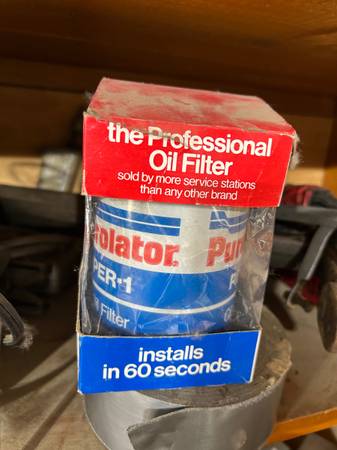 the Professional
Oil Filter
sold by more service stations
than any other brand
rolator. Pur
PER-1
Filter
installs
in 60 seconds